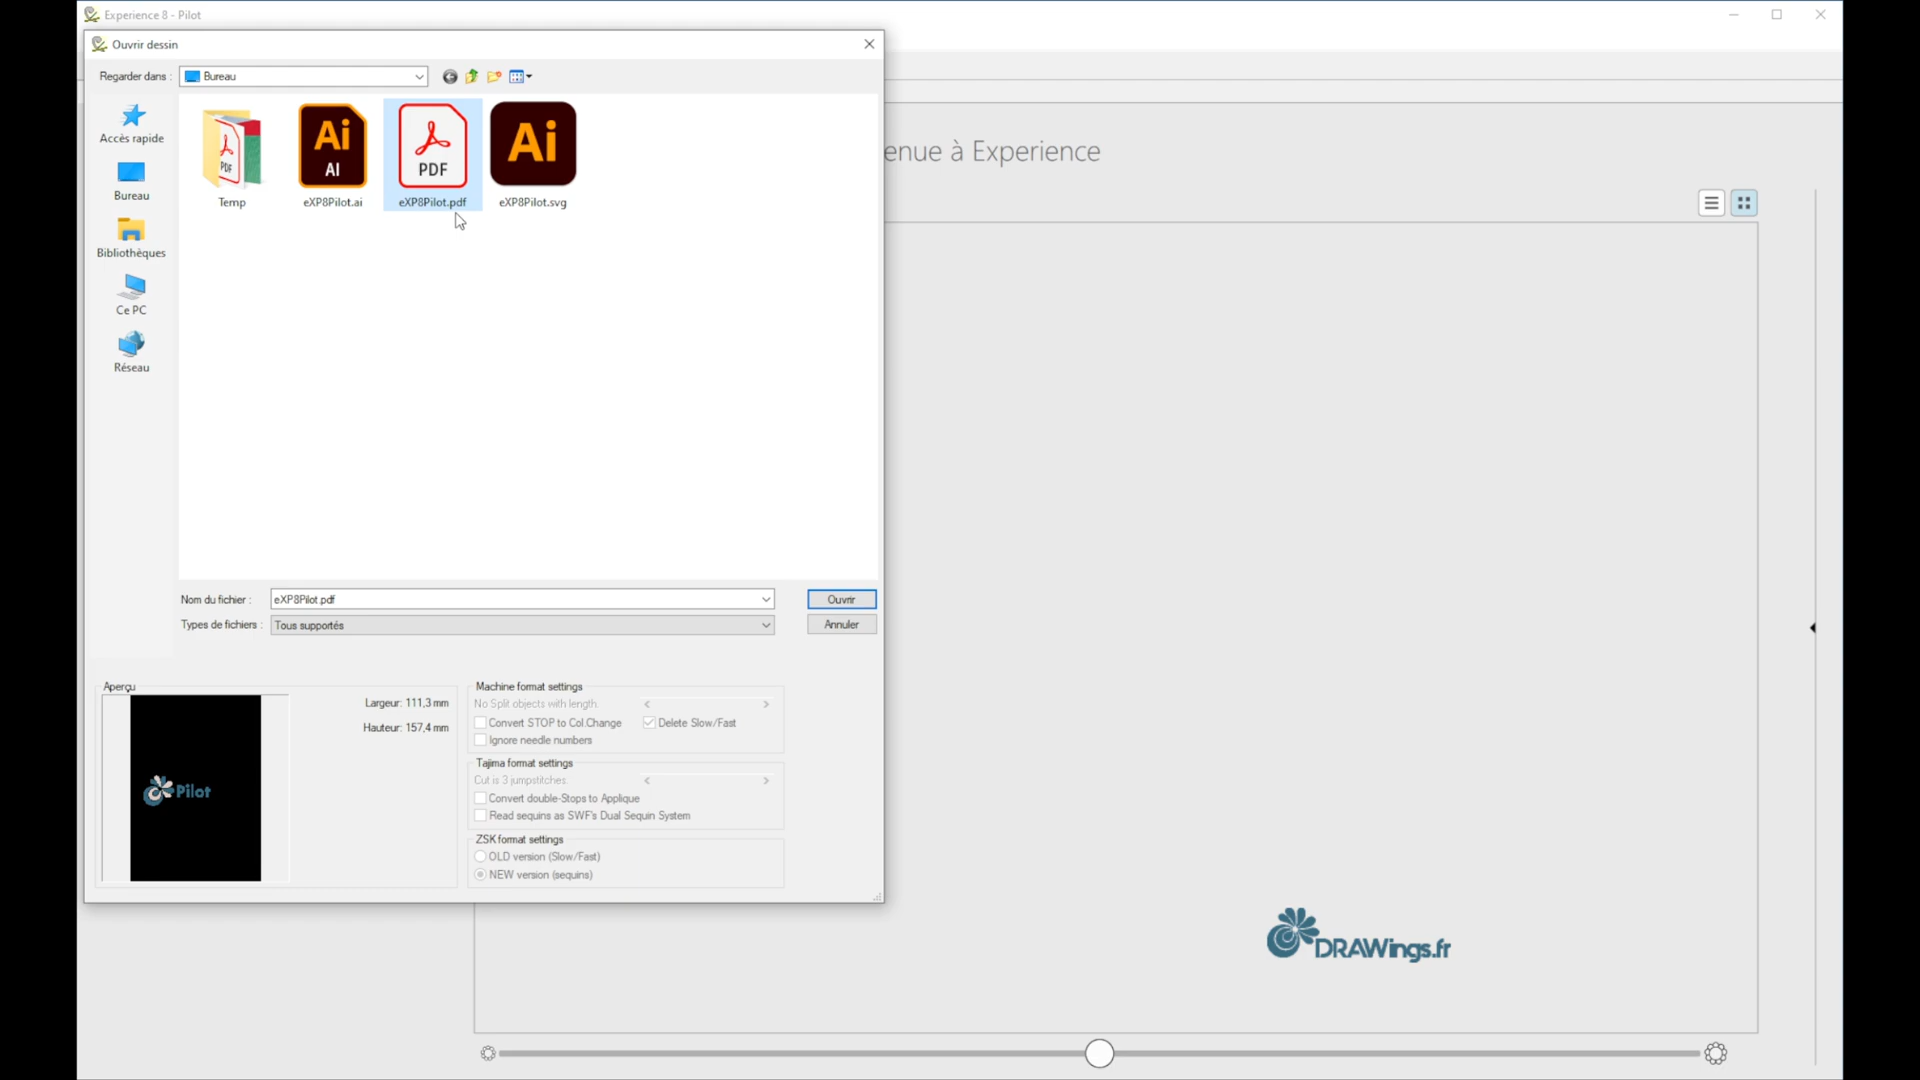 Experience 8 - Pilot
Ouvrir dessin
Regarder dans :
Bureau
Accès rapide
Bureau
Bibliothèques
Ce PC
Réseau
PDF
Temp
Ai
AI
eXP8Pilot.ai
PDF
eXP8Pilot.pdf
Ai
eXP8Pilot.svg
enue à Experience
Nom du fichier :
eXP8Pilot.pdf
Ouvrir
Types de fichiers :
Tous supportés
Annuler
Aperçu
Pilot
Largeur: 111,3 mm
Hauteur: 157,4 mm
Machine format settings
No Split objects with length.
Convert STOP to Col.Change
Delete Slow/Fast
Ignore needle numbers
Tajima format settings
Cut is 3 jumpstitches.
Convert double-Stops to Applique
Read sequins as SWF's Dual Sequin System
ZSK format settings
OLD version (Slow/Fast)
NEW version (sequins)
DRAWings.fr